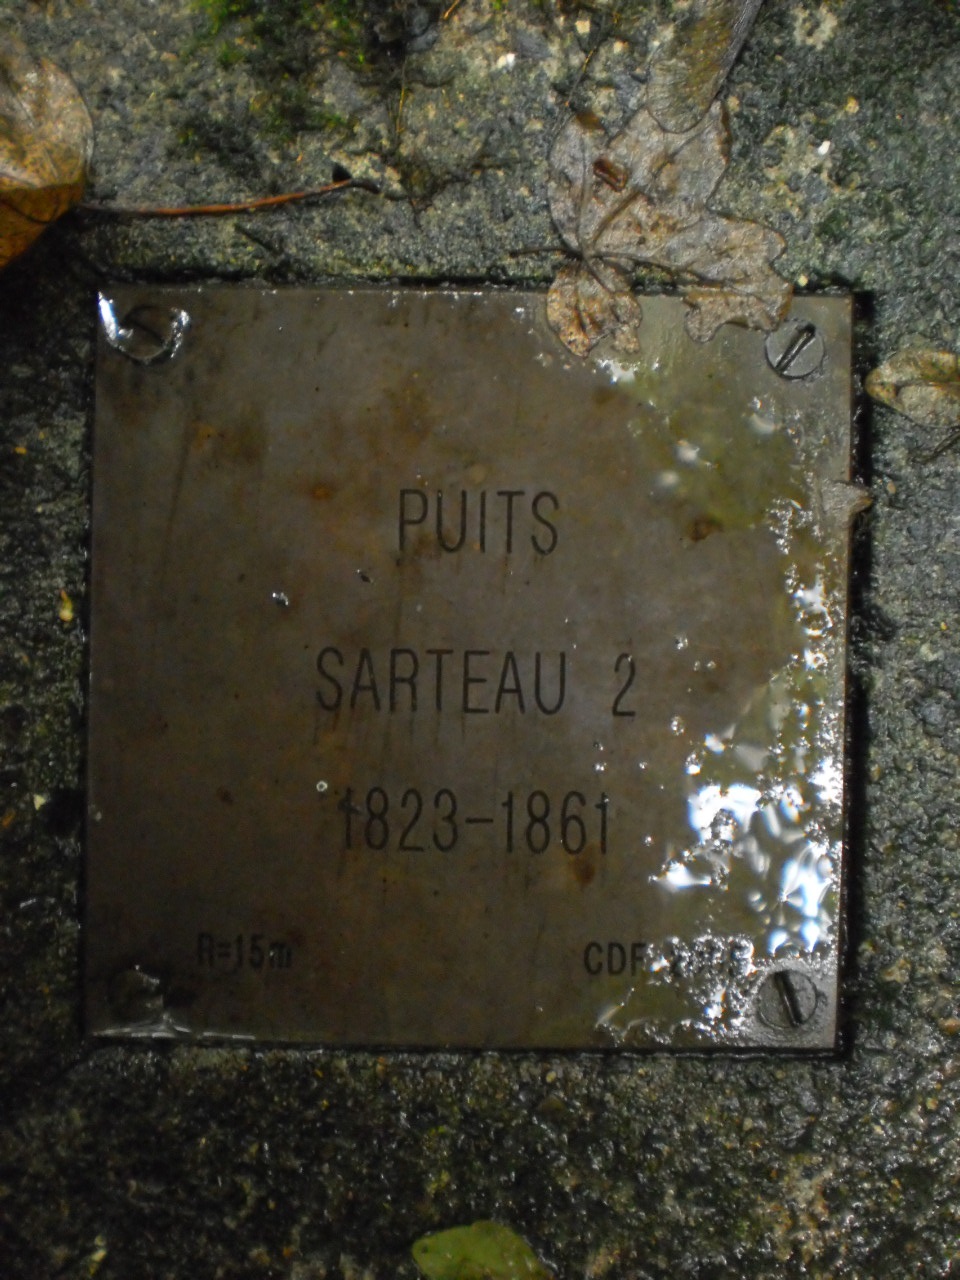 PUITS
SARTEAU 2
1823-1861
R=15m CDF